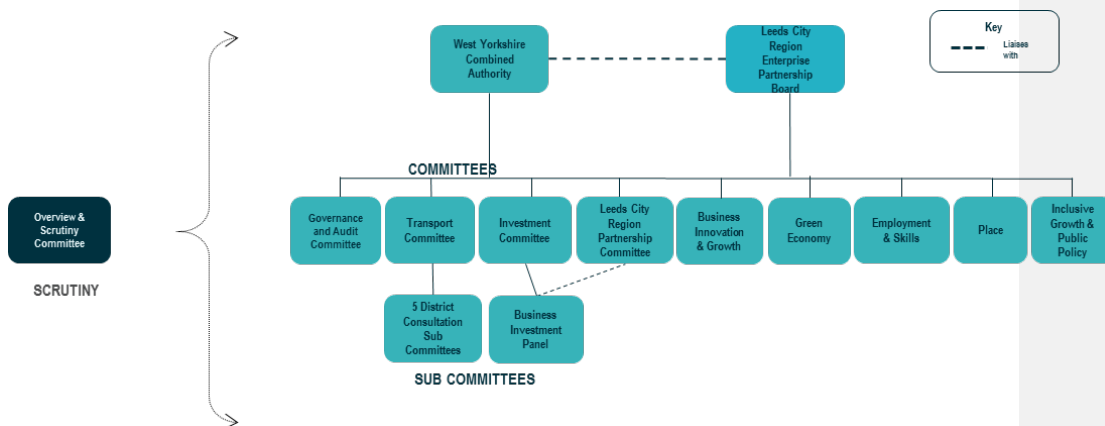 West Yorkshire
Combined
Authority
Leeds City
Region
Enterprise
Partnership
Board
Key
Liaises
with
COMMITTEES
Overview &
Scrutiny
Committee
SCRUTINY
Governance
and Audit
Committee
Transport
Committee
Investment
Committee
Leeds City
Region
Partnership
Committee
Business
Innovation
& Growth
Green
Economy
Employment
& Skills
Place
Inclusive
Growth &
Public
Policy
5 District
Consultation
Sub
Committees
Business
Investment
Panel
SUB COMMITTEES